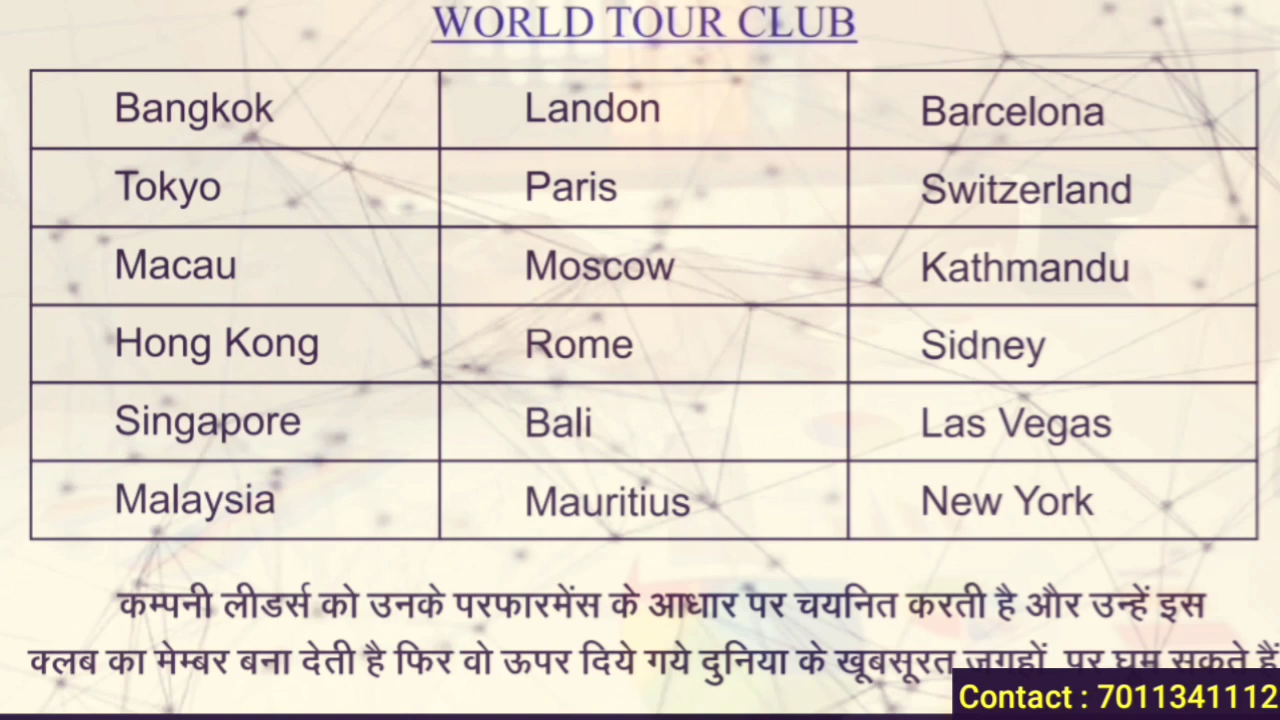 WORLD TOUR CLUB
Bangkok Landon Barcelona
Tokyo Paris Switzerland
Macau Moscow Kathmandu
Hong Kong Rome Sidney
Singapore Bali Las Vegas
Malaysia Mauritius New York
कम्पनी लीडर्स को उनके परफारमेंस के आधार पर चयनित करती है और उन्हें इस
क्लब का मेम्बर बना देती है फिर वो ऊपर दिये गये दुनिया के खूबसूरत जगहों पर घूम सकते हैं
Contact : 7011341112